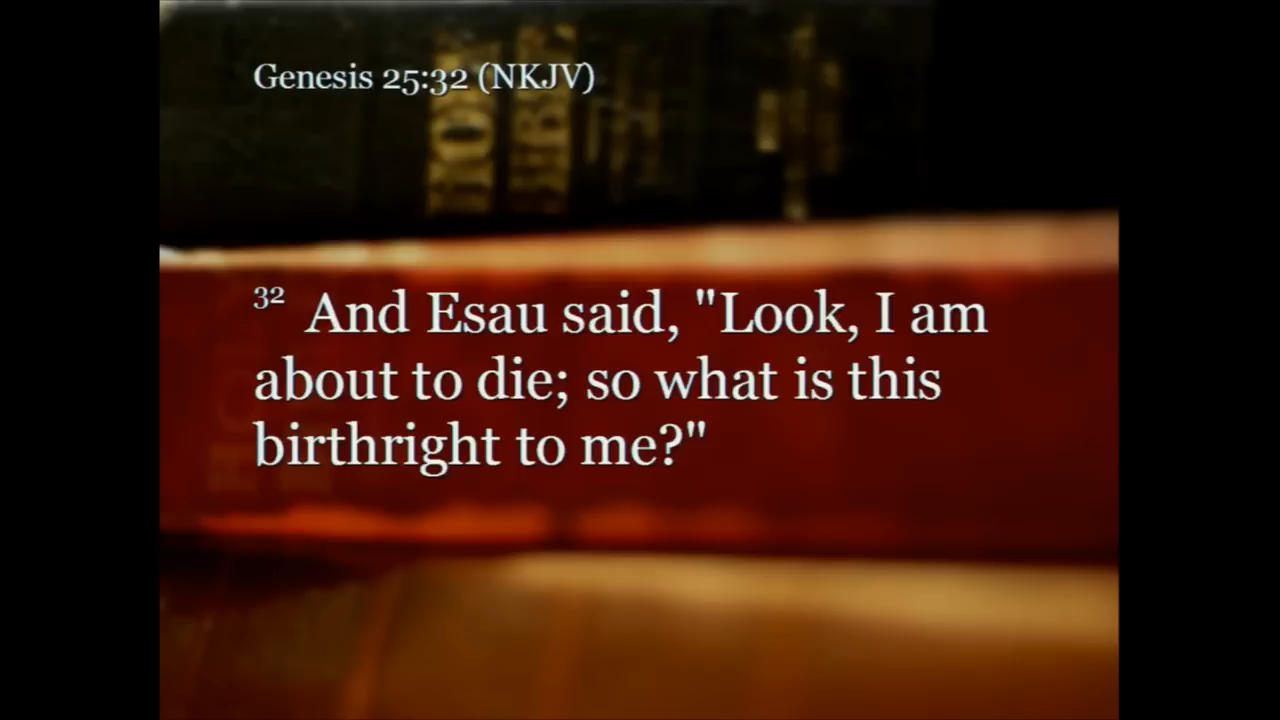 Genesis 25:32 (NKJV)
32 And Esau said, "Look, I am
about to die; so what is this
birthright to me?"